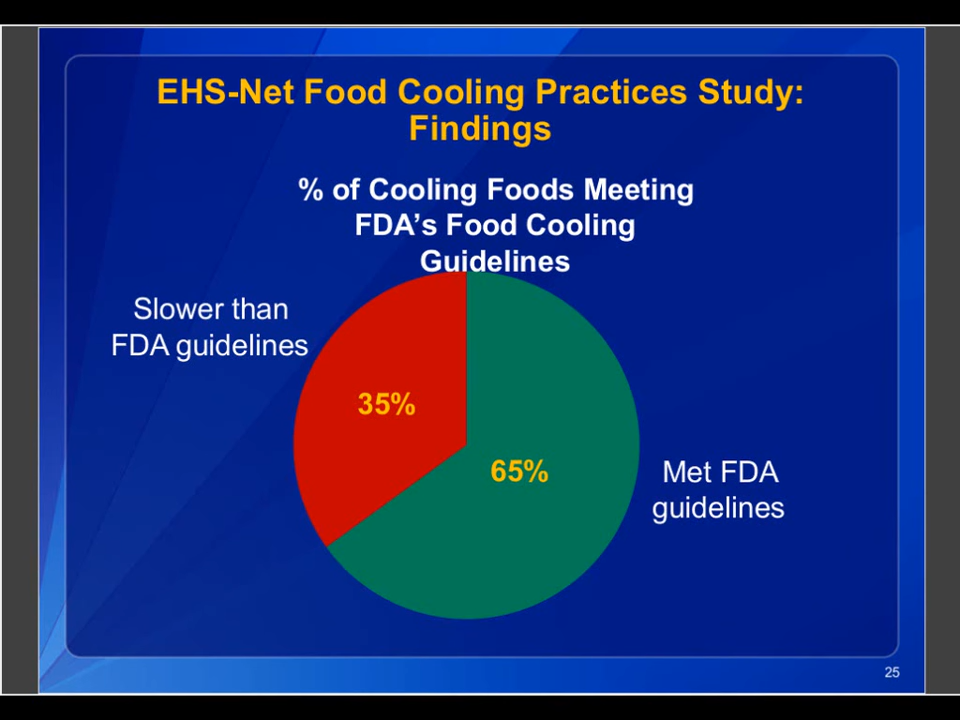 EHS-Net Food Cooling Practices Study:
Findings
% of Cooling Foods Meeting
FDA’s Food Cooling
Guidelines
Slower than
FDA guidelines
35%
65%
Met FDA
guidelines
25